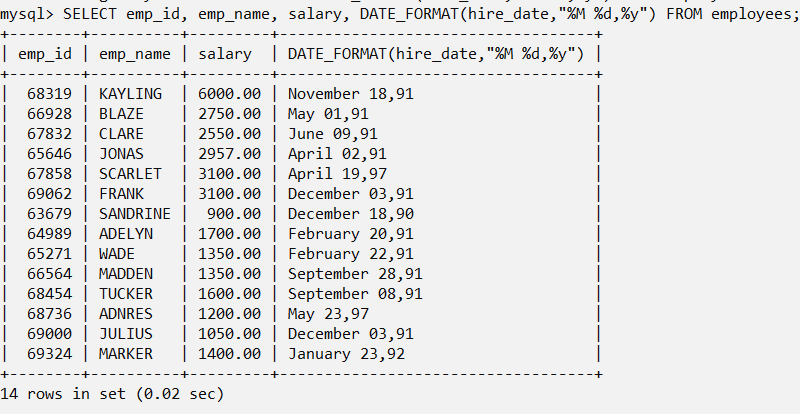 mysql> SELECT emp_id, emp_name, salary, DATE_FORMAT(hire_date,"%M %d,%y") FROM employees;
+--------+----------+---------+--------------------------------+
| emp_id | emp_name | salary  | DATE_FORMAT(hire_date,"%M %d,%y") |
+--------+----------+---------+--------------------------------+
|  68319 | KAYLING  | 6000.00 | November 18,91                    |
|  66928 | BLAZE    | 2750.00 | May 01,91                         |
|  67832 | CLARE    | 2550.00 | June 09,91                        |
|  65646 | JONAS    | 2957.00 | April 02,91                       |
|  67858 | SCARLET  | 3100.00 | April 19,97                       |
|  69062 | FRANK    | 3100.00 | December 03,91                    |
|  63679 | SANDRINE |  900.00 | December 18,90                    |
|  64989 | ADELYN   | 1700.00 | February 20,91                    |
|  65271 | WADE     | 1350.00 | February 22,91                    |
|  66564 | MADDEN   | 1350.00 | September 28,91                   |
|  68454 | TUCKER   | 1600.00 | September 08,91                   |
|  68736 | ADNRES   | 1200.00 | May 23,97                         |
|  69000 | JULIUS   | 1050.00 | December 03,91                    |
|  69324 | MARKER   | 1400.00 | January 23,92                     |
+--------+----------+---------+--------------------------------+
14 rows in set (0.02 sec)